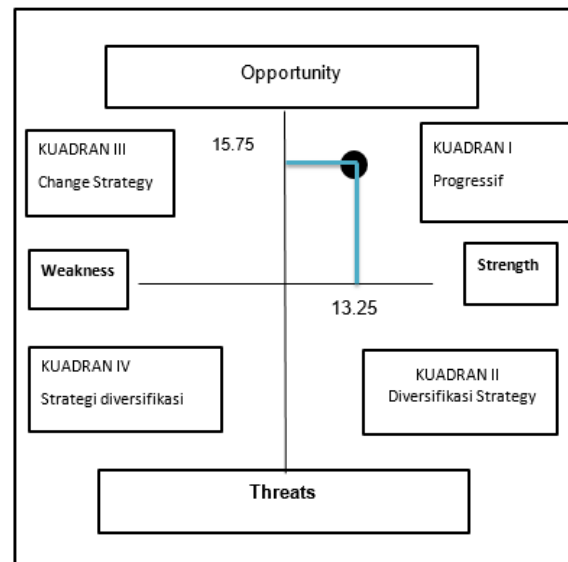 Opportunity
KUADRAN III
Change Strategy
15.75
KUADRAN I
Progressif
Weakness
Strength
13.25
KUADRAN IV
Strategi diversifikasi
KUADRAN II
Diversifikasi Strategy
Threats